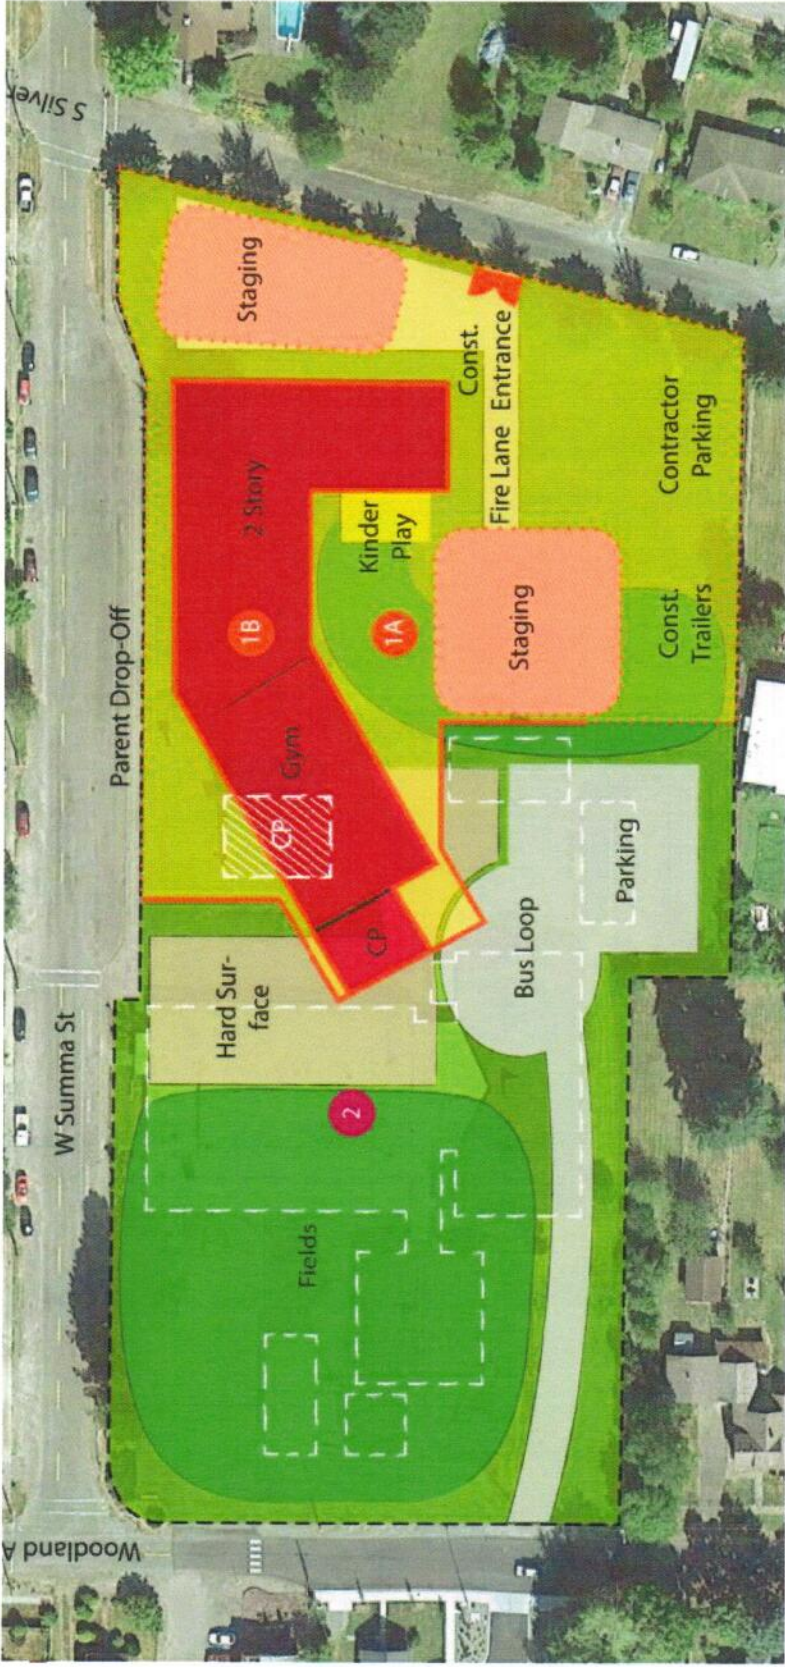 S Silver
W Summa St
Woodland A
Parent Drop-Off
Staging
2 Story
1B
Gym
CP
CP
Hard Sur-
face
Kinder
Play
1A
Const.
Fire Lane Entrance
Staging
Contractor
Parking
Const.
Trailers
Bus Loop
Parking
2
Fields